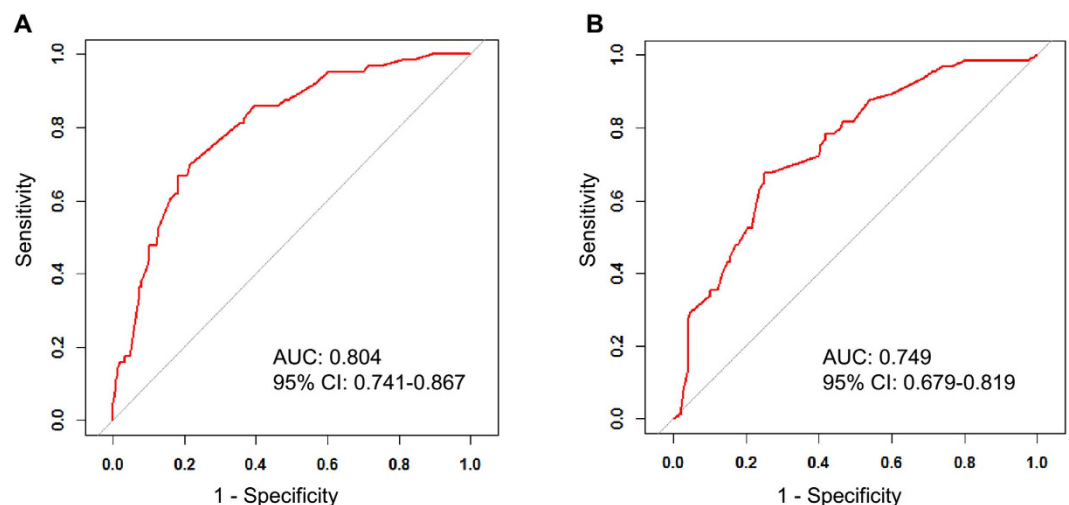 A
1.0
0.8
0.6
0.4
0.2
0.0
Sensitivity
AUC: 0.804
95% CI: 0.741-0.867
0.0 0.2 0.4 0.6 0.8 1.0
1 - Specificity
B
1.0
0.8
0.6
0.4
0.2
0.0
Sensitivity
AUC: 0.749
95% CI: 0.679-0.819
0.0 0.2 0.4 0.6 0.8 1.0
1 - Specificity